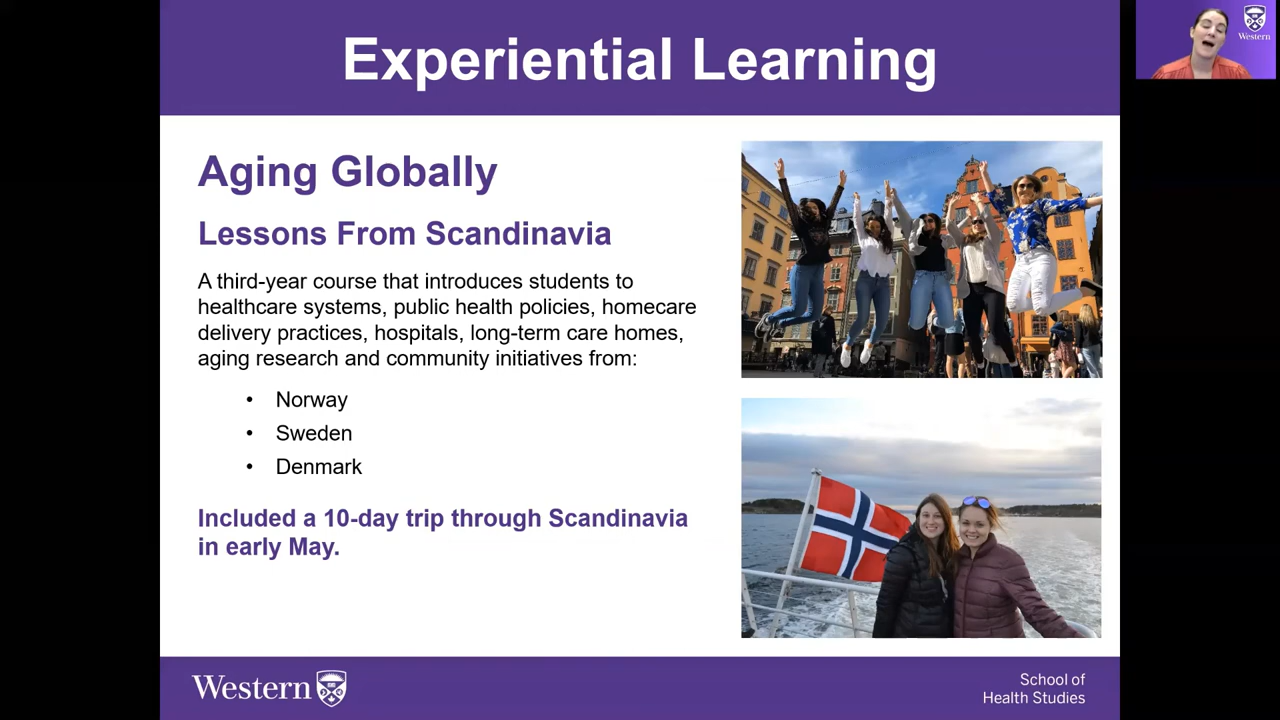 Experiential Learning
Western
Aging Globally
Lessons From Scandinavia
A third-year course that introduces students to
healthcare systems, public health policies, homecare
delivery practices, hospitals, long-term care homes,
aging research and community initiatives from:
• Norway
• Sweden
• Denmark
Included a 10-day trip through Scandinavia
in early May.
Western
School of
Health Studies